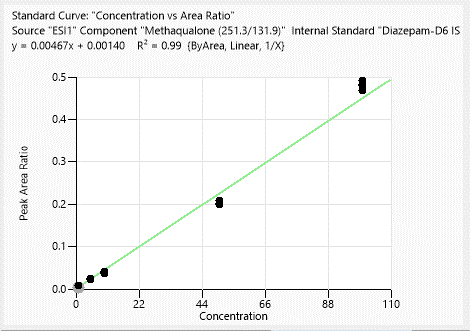 Standard Curve: "Concentration vs Area Ratio"
Source "ESI1" Component "Methaqualone (251.3/131.9)" Internal Standard "Diazepam-D6 IS
y = 0.00467x + 0.00140 R² = 0.99 {ByArea, Linear, 1/X}
0.5
0.4
0.3
0.2
0.1
0.0
Peak Area Ratio
0 22 44 66 88 110
Concentration